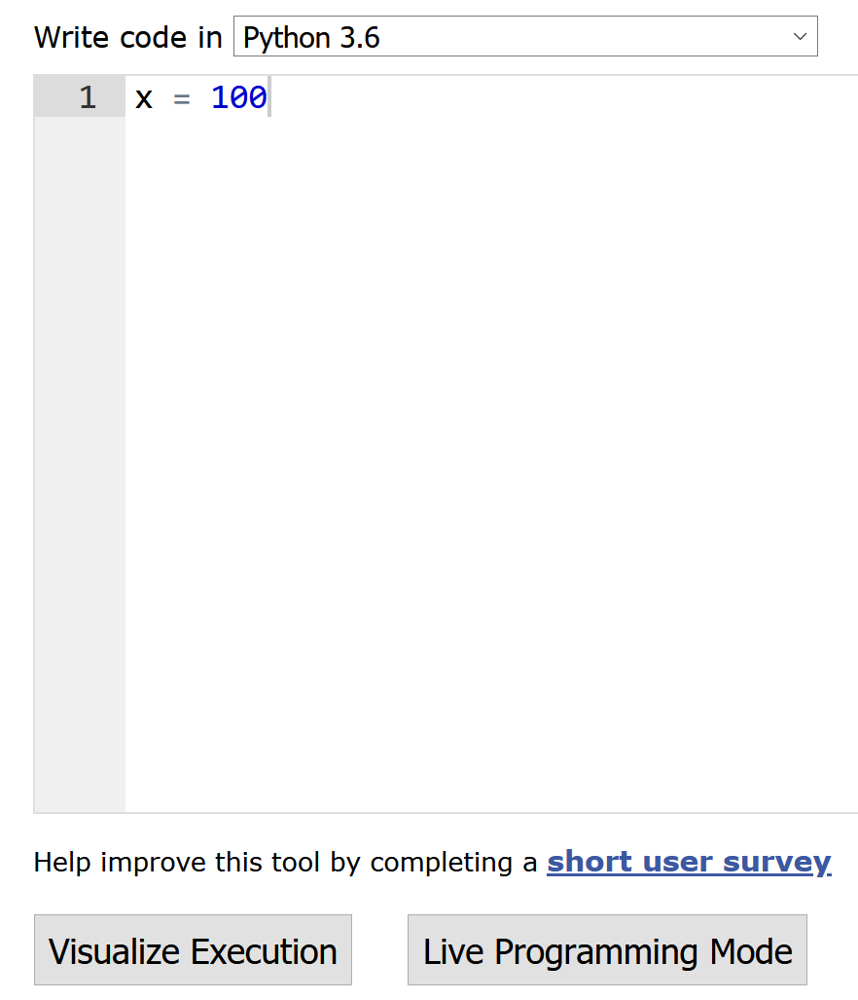 Write code in Python 3.6
1 x = 100
Help improve this tool by completing a short user survey
Visualize Execution Live Programming Mode